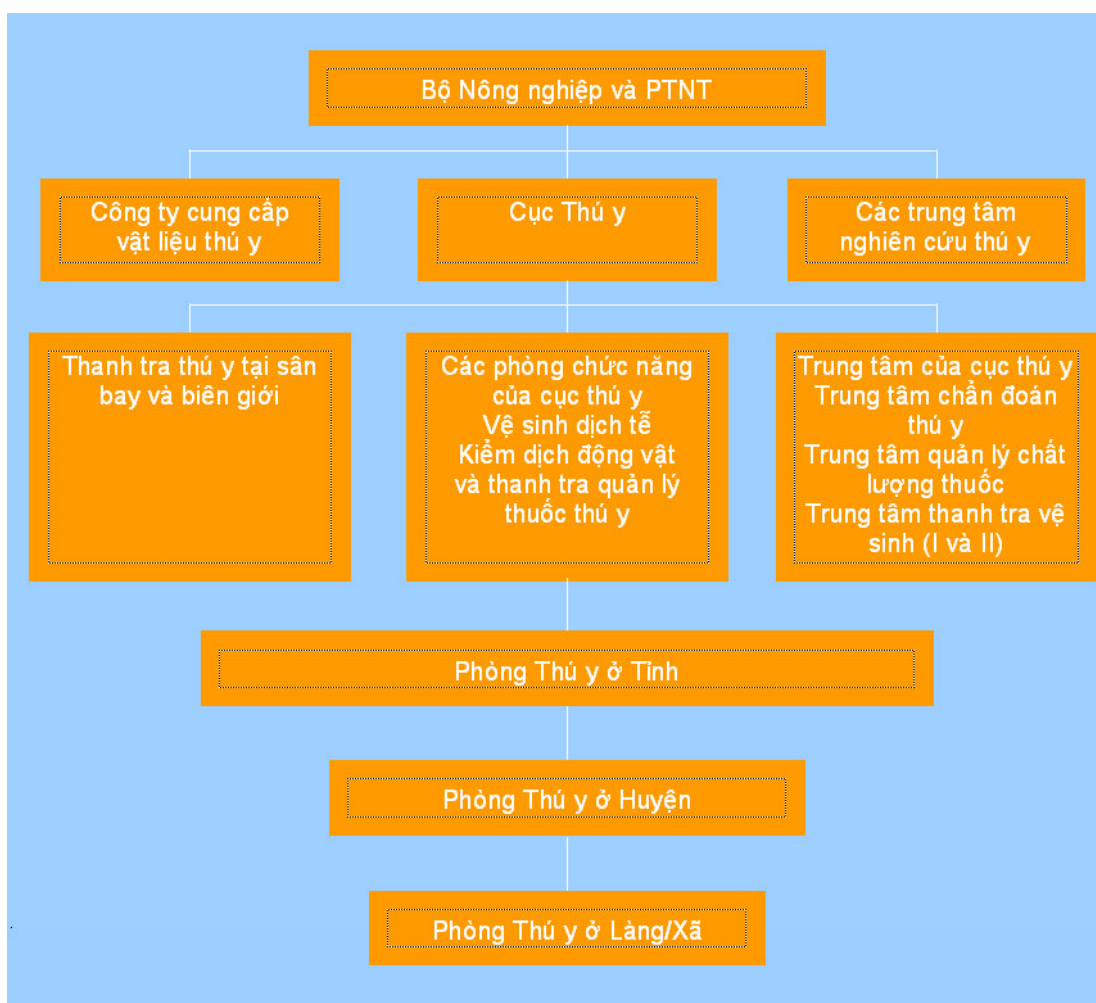 Bộ Nông nghiệp và PTNT
Công ty cung câp
vật liệu thú y
Cục Thú y
Các trung tâm
nghiên cứu thú y
Thanh tra thú y tại sân
bay và biên giới
Các phòng chức năng
của cục thú y
Vệ sinh dịch tễ
Kiểm dịch động vật
và thanh tra quản lý
thuốc thú y
Trung tâm của cục thú y
Trung tâm chẩn đoán
thú y
Trung tâm quản lý chất
lượng thuốc
Trung tâm thanh tra vệ
sinh (I và II)
Phòng Thú y ở Tỉnh
Phòng Thú y ở Huyện
Phòng Thú y ở Làng/Xã